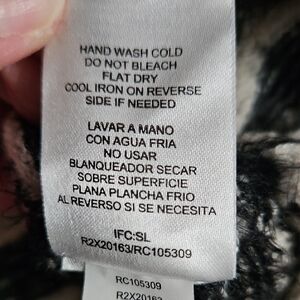 HAND WASH COLD
DO NOT BLEACH
FLAT DRY
COOL IRON ON REVERSE
SIDE IF NEEDED
LAVAR A MANO
CON AGUA FRIA
NO USAR
BLANQUEADOR SECAR
SOBRE SUPERFICIE
PLANA PLANCHA FRIO
AL REVERSO SI SE NECESITA
IFC:SL
R2X20163/RC105309
RC105309
R2X20163